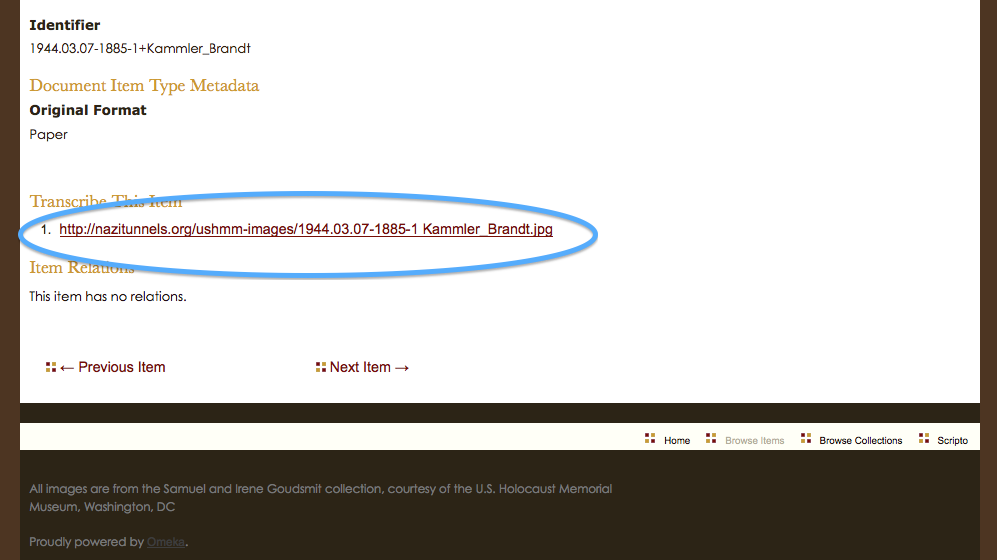 Identifier
1944.03.07-1885-1+Kammler_Brandt
Document Item Type Metadata
Original Format
Paper
Transcribe This Item
1. http://nazitunnels.org/ushmm-images/1944.03.07-1885-1 Kammler_Brandt.jpg
Item Relations
This item has no relations.
← Previous Item Next Item →
Home Browse Items Browse Collections Scripto
All images are from the Samuel and Irene Goudsmit collection, courtesy of the U.S. Holocaust Memorial
Museum, Washington, DC
Proudly powered by Omeka.